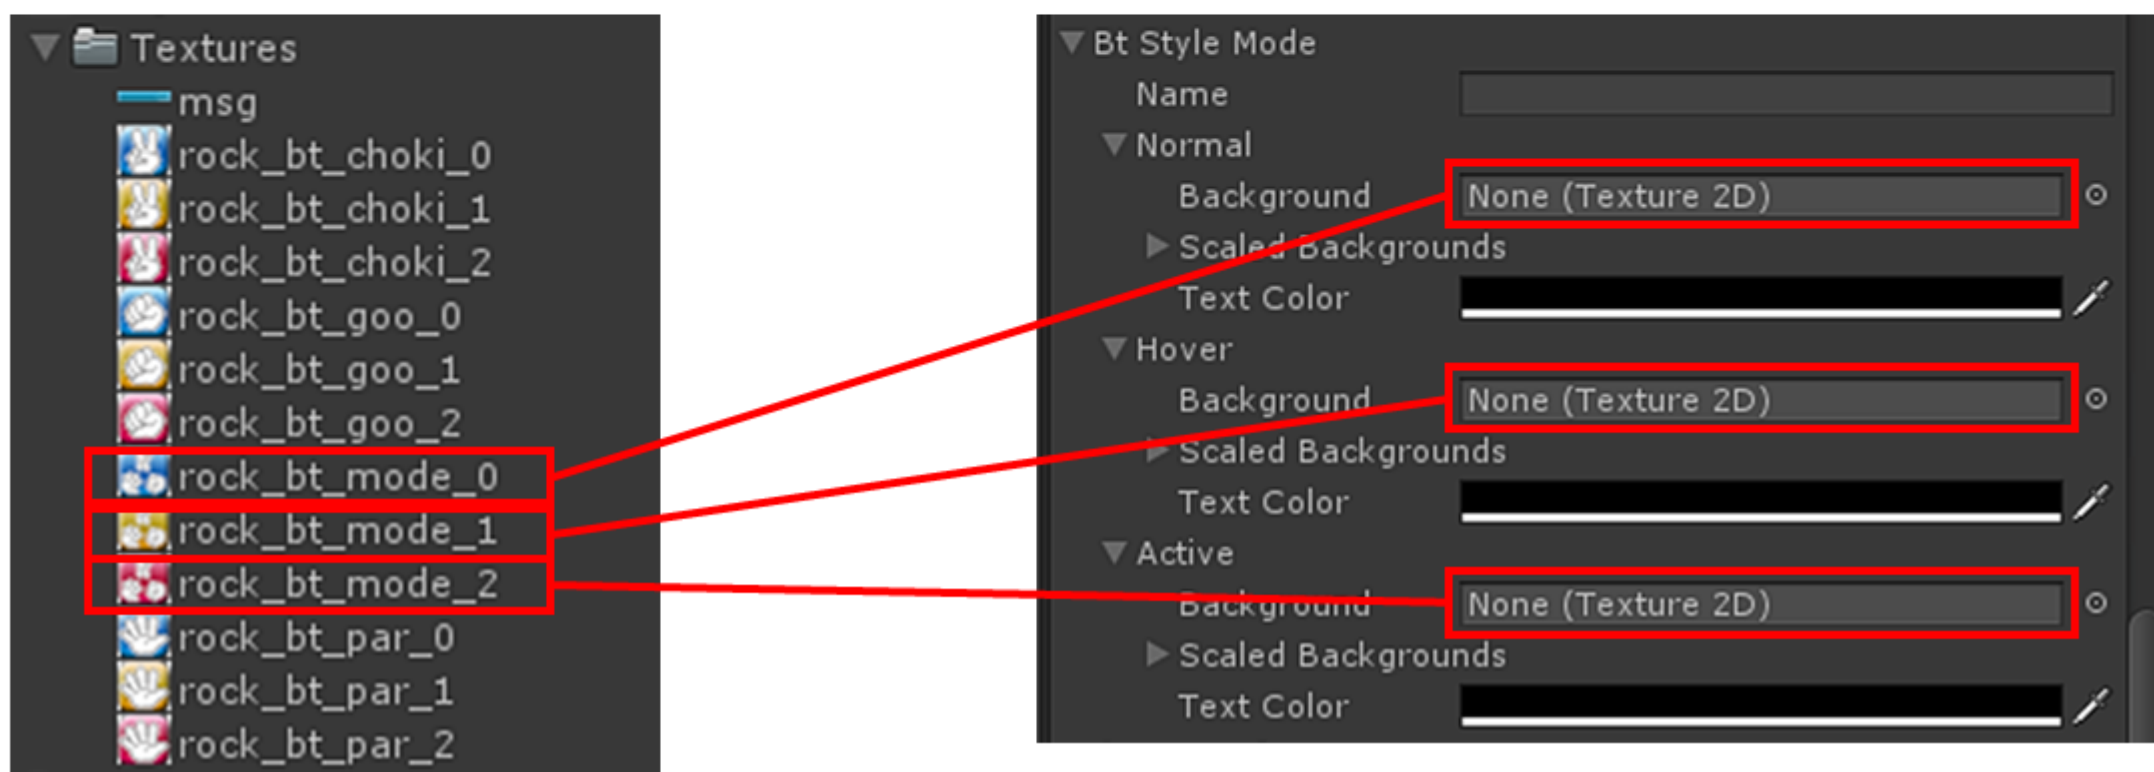 Textures
msg
rock_bt_choki_0
rock_bt_choki_1
rock_bt_choki_2
rock_bt_goo_0
rock_bt_goo_1
rock_bt_goo_2
rock_bt_mode_0
rock_bt_mode_1
rock_bt_mode_2
rock_bt_par_0
rock_bt_par_1
rock_bt_par_2
Bt Style Mode
Name
Normal
Background None (Texture 2D)
Scaled Backgrounds
Text Color
Hover
Background None (Texture 2D)
Scaled Backgrounds
Text Color
Active
Background None (Texture 2D)
Scaled Backgrounds
Text Color